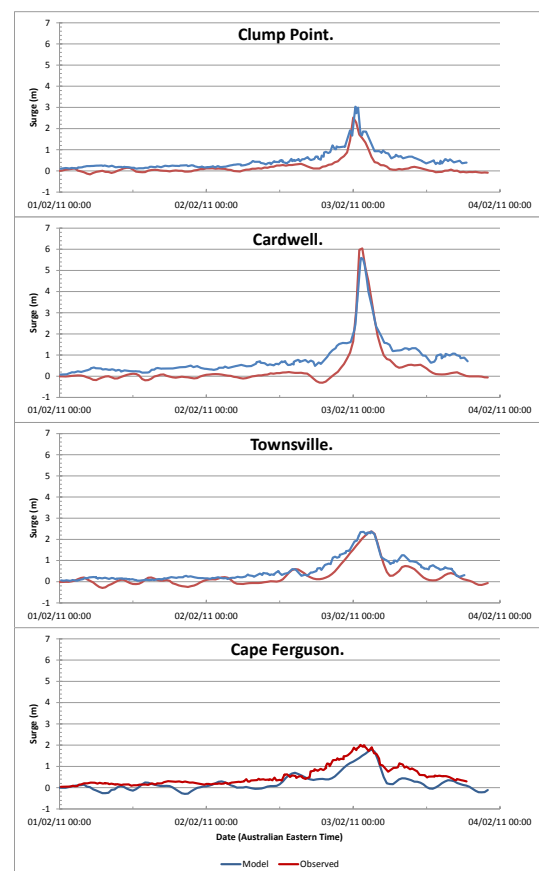 Clump Point.
7
6
5
4
3
2
1
0
-1
Surge (m)
01/02/11 00:00 02/02/11 00:00 03/02/11 00:00 04/02/11 00:00
Cardwell.
7
6
5
4
3
2
1
0
-1
Surge (m)
01/02/11 00:00 02/02/11 00:00 03/02/11 00:00 04/02/11 00:00
Townsville.
7
6
5
4
3
2
1
0
-1
Surge (m)
01/02/11 00:00 02/02/11 00:00 03/02/11 00:00 04/02/11 00:00
Cape Ferguson.
7
6
5
4
3
2
1
0
-1
Surge (m)
01/02/11 00:00 02/02/11 00:00 03/02/11 00:00 04/02/11 00:00
Date (Australian Eastern Time)
Model Observed